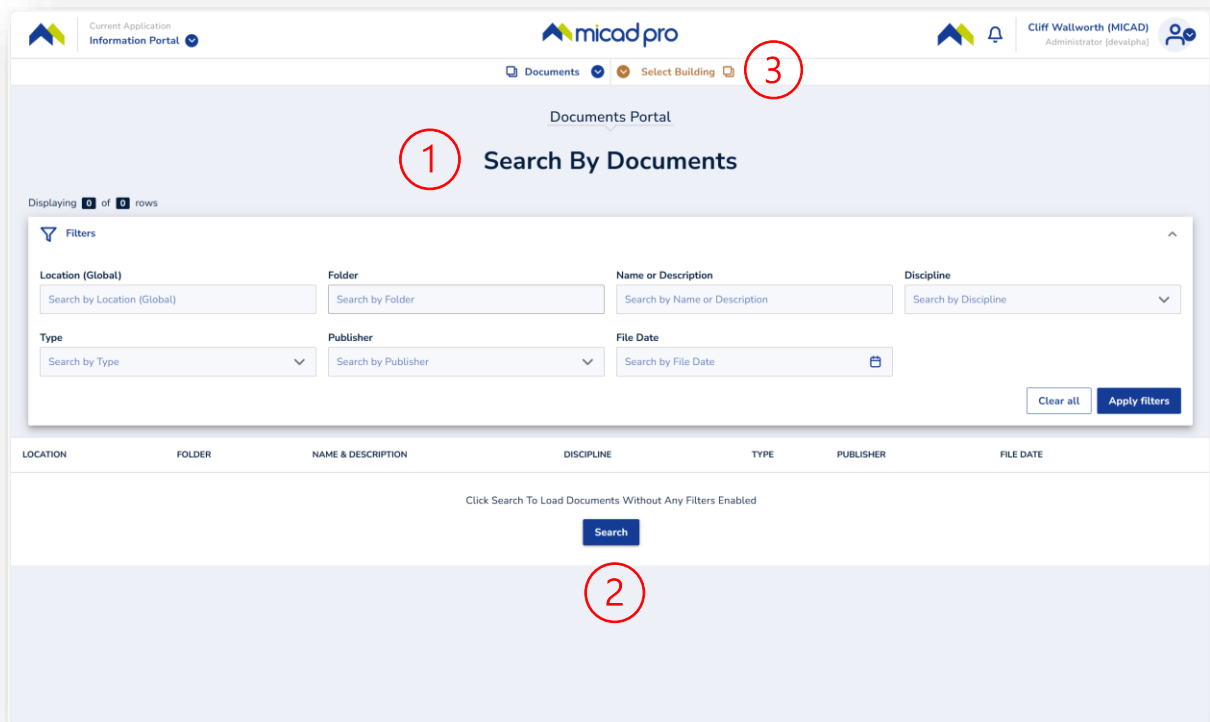 Current Application
Information Portal
micad pro
Cliff Wallworth (MICAD)
Administrator [devalpha]
Documents
Select Building
3
Documents Portal
1
Search By Documents
Displaying 0 of 0 rows
Filters
Location (Global) Folder Name or Description Discipline
Search by Location (Global) Search by Folder Search by Name or Description Search by Discipline
Type Publisher File Date
Search by Type Search by Publisher Search by File Date
Clear all Apply filters
LOCATION FOLDER NAME & DESCRIPTION DISCIPLINE TYPE PUBLISHER FILE DATE
Click Search To Load Documents Without Any Filters Enabled
Search
2